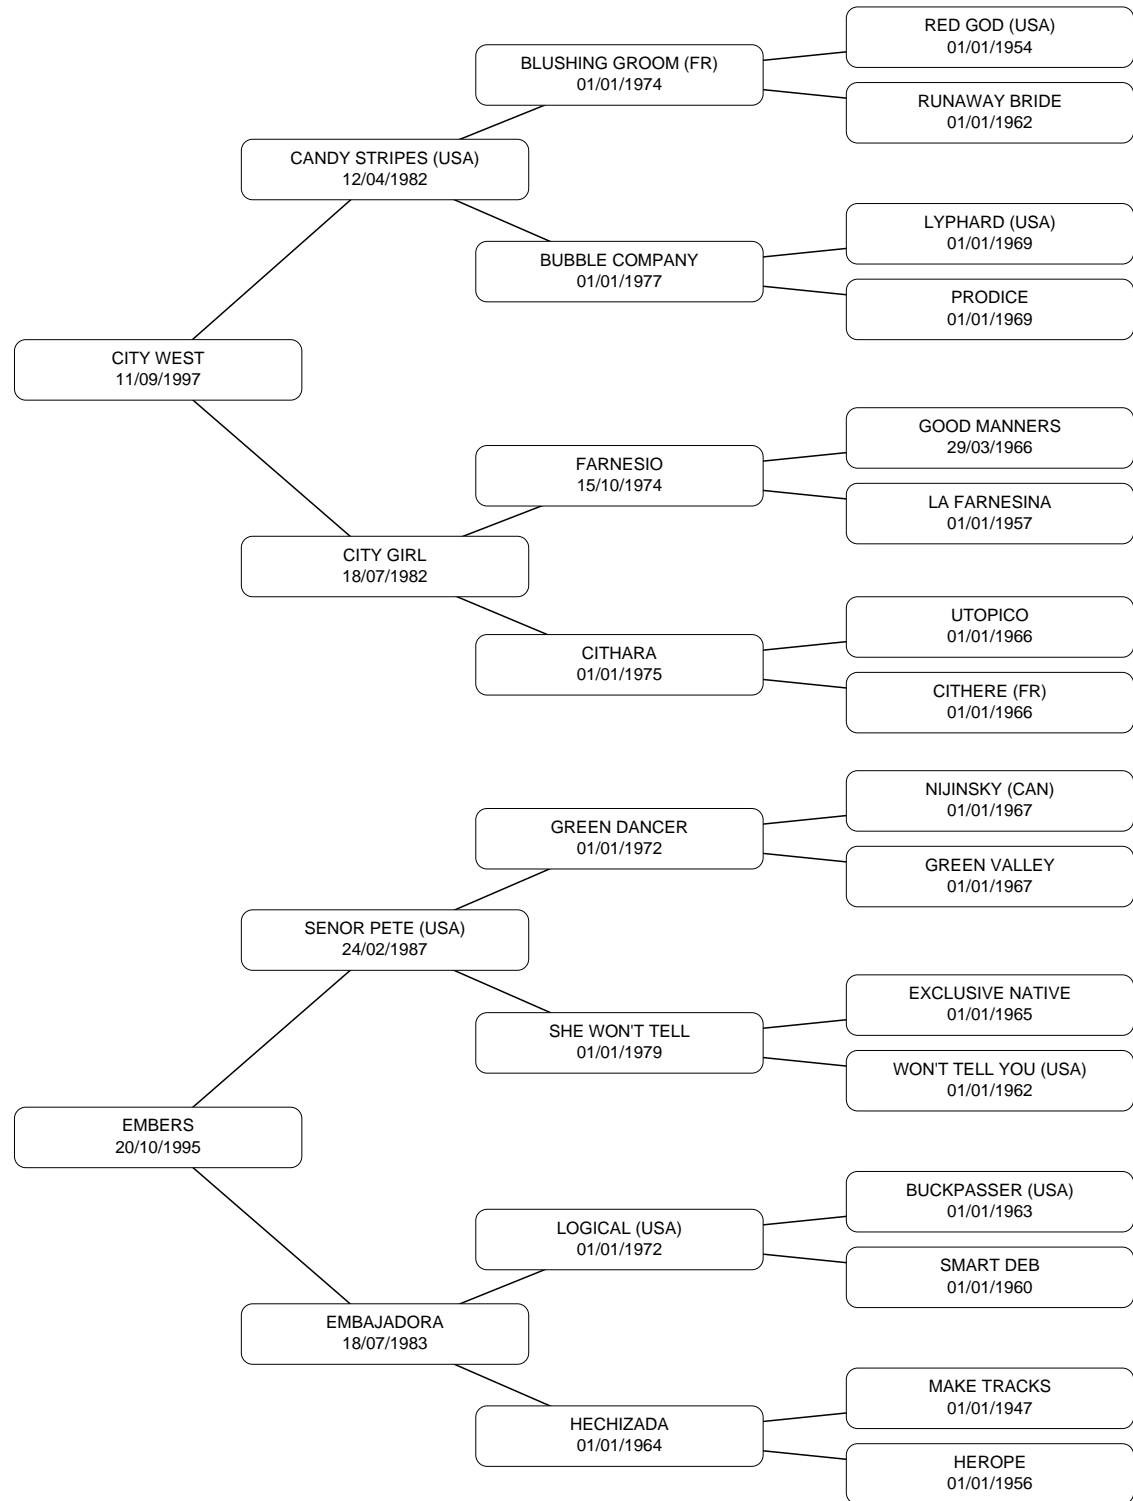 RED GOD (USA)
01/01/1954
BLUSHING GROOM (FR)
01/01/1974
RUNAWAY BRIDE
01/01/1962
CANDY STRIPES (USA)
12/04/1982
LYPHARD (USA)
01/01/1969
BUBBLE COMPANY
01/01/1977
PRODICE
01/01/1969
CITY WEST
11/09/1997
GOOD MANNERS
29/03/1966
FARNESIO
15/10/1974
LA FARNESINA
01/01/1957
CITY GIRL
18/07/1982
UTOPICO
01/01/1966
CITHARA
01/01/1975
CITHERE (FR)
01/01/1966
NIJINSKY (CAN)
01/01/1967
GREEN DANCER
01/01/1972
GREEN VALLEY
01/01/1967
SENOR PETE (USA)
24/02/1987
EXCLUSIVE NATIVE
01/01/1965
SHE WON'T TELL
01/01/1979
WON'T TELL YOU (USA)
01/01/1962
EMBERS
20/10/1995
BUCKPASSER (USA)
01/01/1963
LOGICAL (USA)
01/01/1972
SMART DEB
01/01/1960
EMBAJADORA
18/07/1983
MAKE TRACKS
01/01/1947
HECHIZADA
01/01/1964
HEROPE
01/01/1956